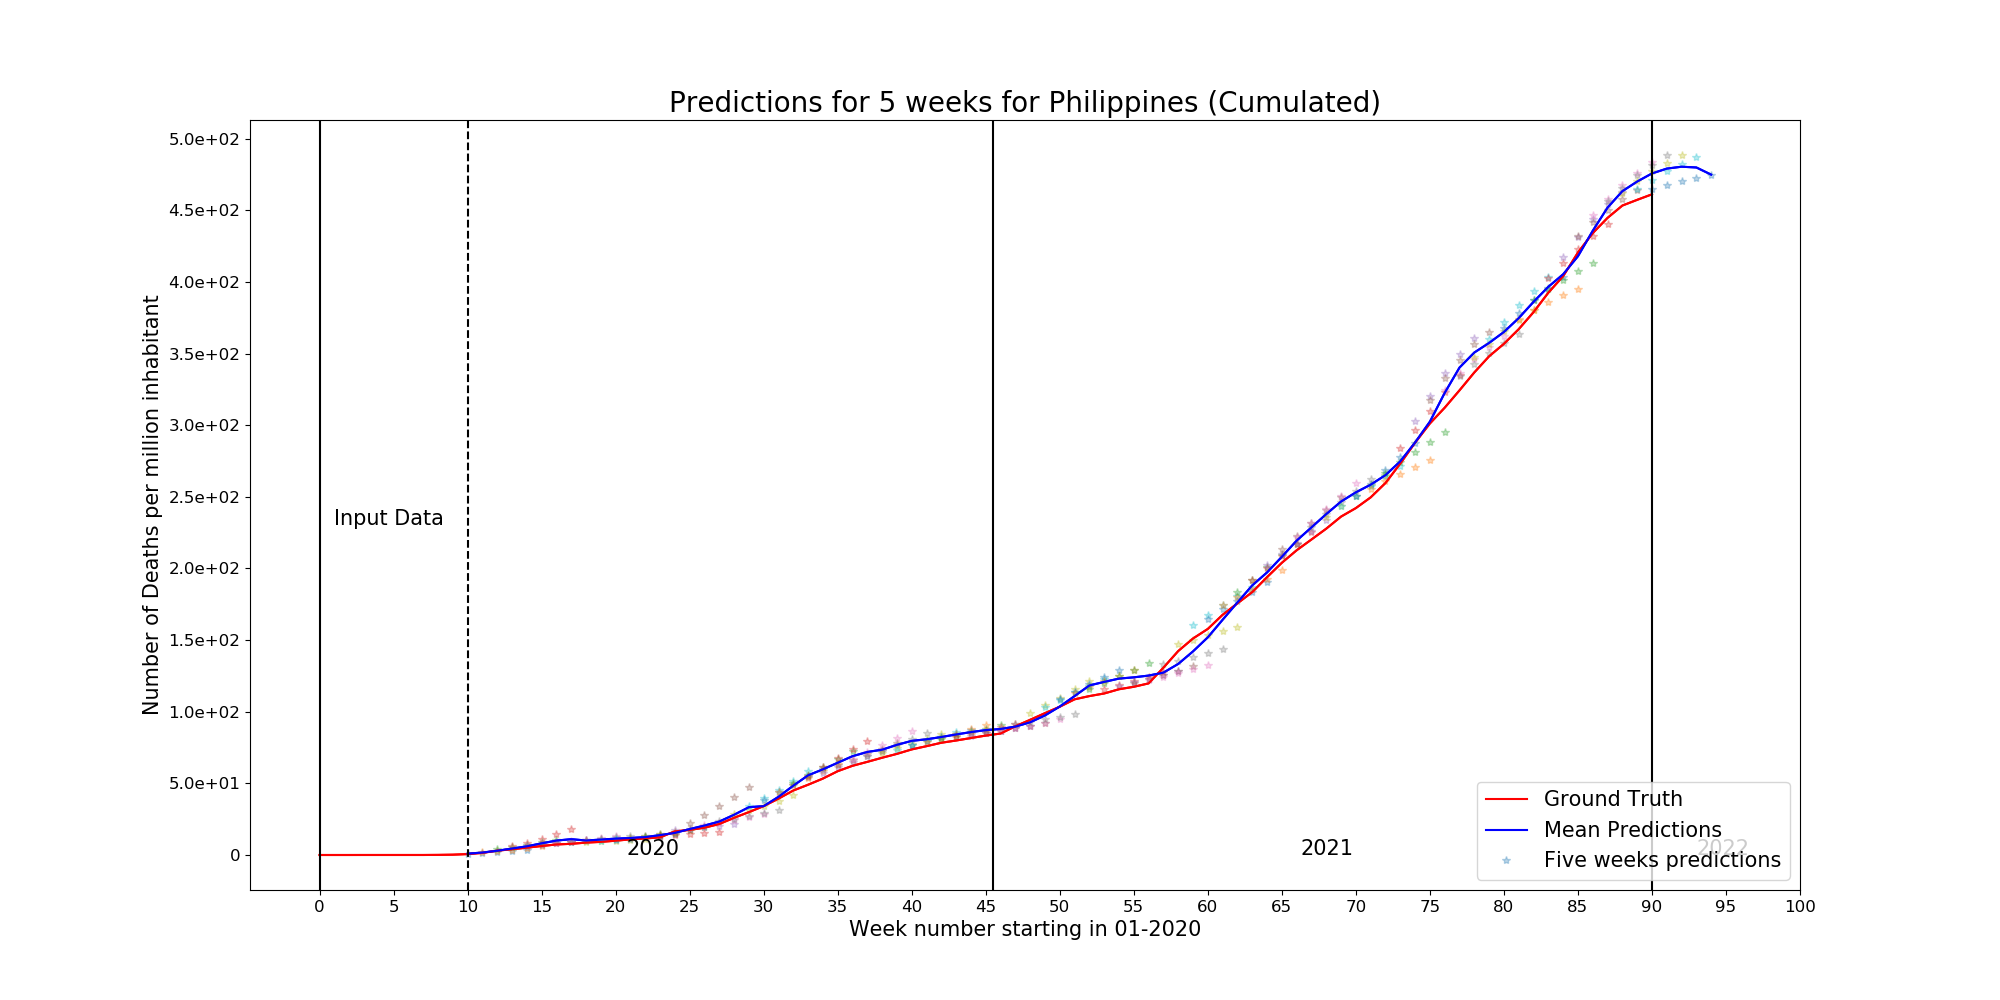 Predictions for 5 weeks for Philippines (Cumulated)
Number of Deaths per million inhabitant
5.0e+02
4.5e+02
4.0e+02
3.5e+02
3.0e+02
2.5e+02
2.0e+02
1.5e+02
1.0e+02
5.0e+01
0
Input Data
2020
2021
2022
Ground Truth
Mean Predictions
Five weeks predictions
0 5 10 15 20 25 30 35 40 45 50 55 60 65 70 75 80 85 90 95 100
Week number starting in 01-2020